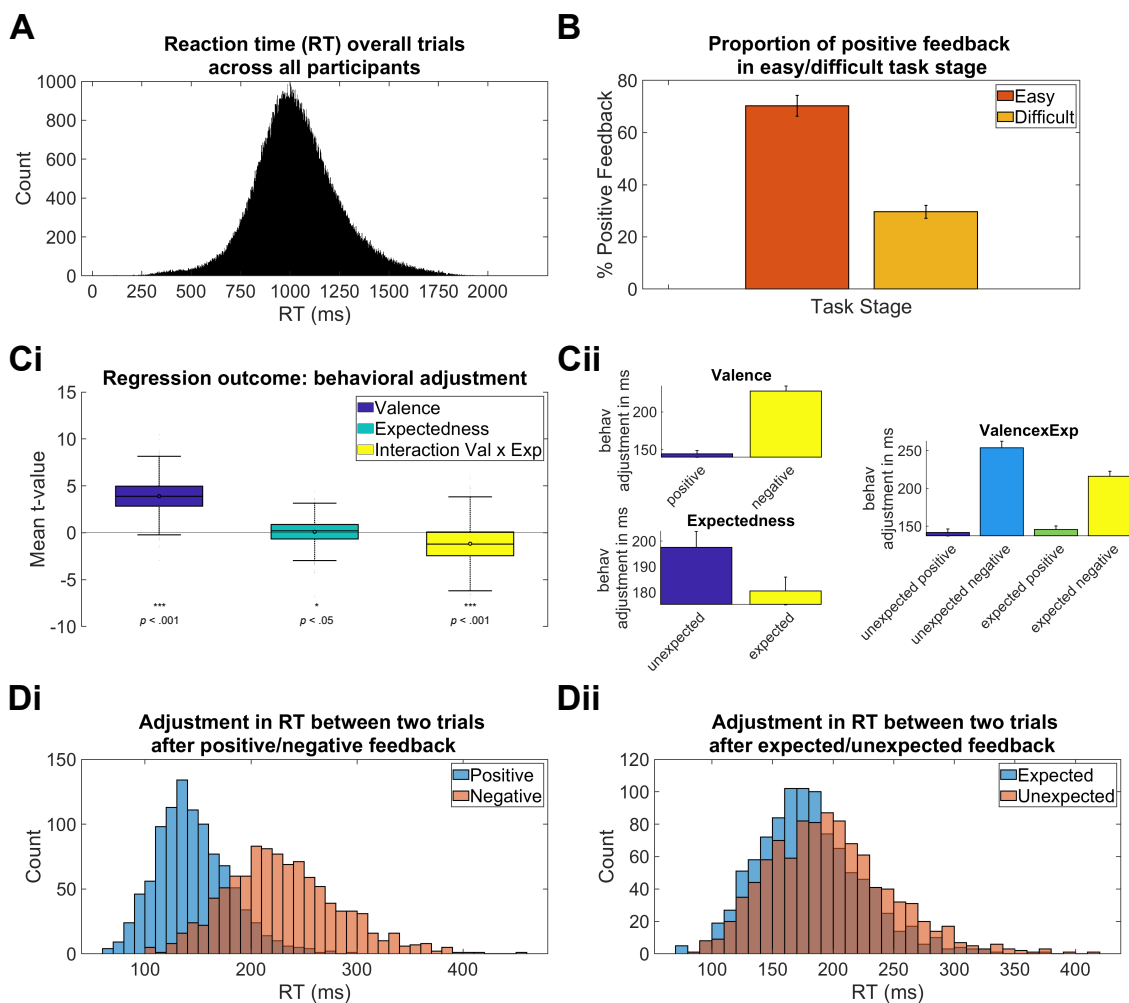 A
Reaction time (RT) overall trials
across all participants
1000
800
600
400
200
0
Count
0 250 500 750 1000 1250 1500 1750 2000
RT (ms)
B
Proportion of positive feedback
in easy/difficult task stage
80
60
40
20
0
% Positive Feedback
Easy
Difficult
Task Stage
Ci
Regression outcome: behavioral adjustment
15
10
5
0
-5
-10
Mean t-value
Valence
Expectedness
Interaction Val x Exp
*** * ***
p < .001 p < .05 p < .001
Cii
Valence
behav
adjustment in ms
200
150
positive negative
Expectedness
behav
adjustment in ms
200
190
180
unexpected expected
ValencexExp
behav
adjustment in ms
250
200
150
unexpected positive
unexpected negative
expected positive
expected negative
Di
Adjustment in RT between two trials
after positive/negative feedback
150
100
50
0
Count
Positive
Negative
100 200 300 400
RT (ms)
Dii
Adjustment in RT between two trials
after expected/unexpected feedback
120
100
80
60
40
20
0
Count
Expected
Unexpected
100 150 200 250 300 350 400
RT (ms)